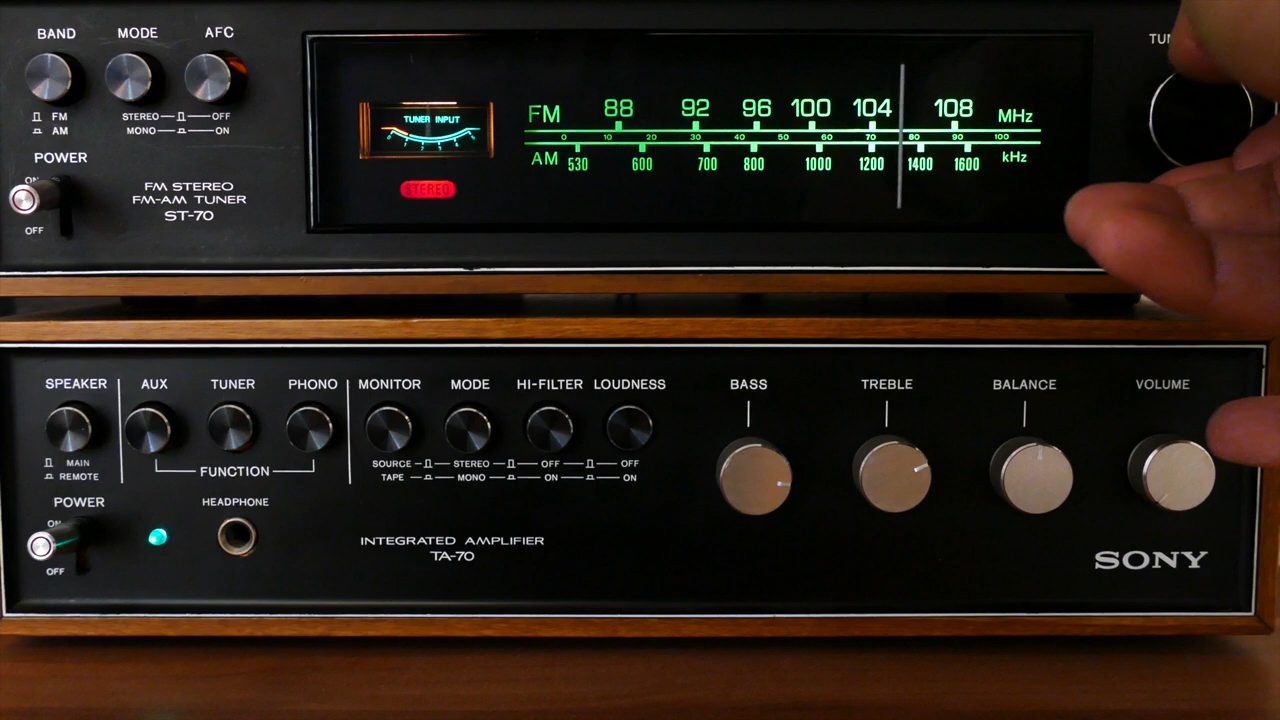 BAND MODE AFC
FM STEREO OFF
AM MONO ON
POWER
ON
OFF
FM STEREO
FM-AM TUNER
ST-70
TUNER INPUT
STEREO
FM 88 92 96 100 104 108 MHz
0 10 20 30 50 60 70 80 90 100
AM 530 600 700 800 1000 1200 1400 1600 kHz
SPEAKER AUX TUNER PHONO MONITOR MODE HI-FILTER LOUDNESS BASS TREBLE BALANCE VOLUME
MAIN
REMOTE
FUNCTION
SOURCE STEREO OFF OFF
TAPE MONO ON ON
POWER
ON
OFF
HEADPHONE
INTEGRATED AMPLIFIER
TA-70
SONY